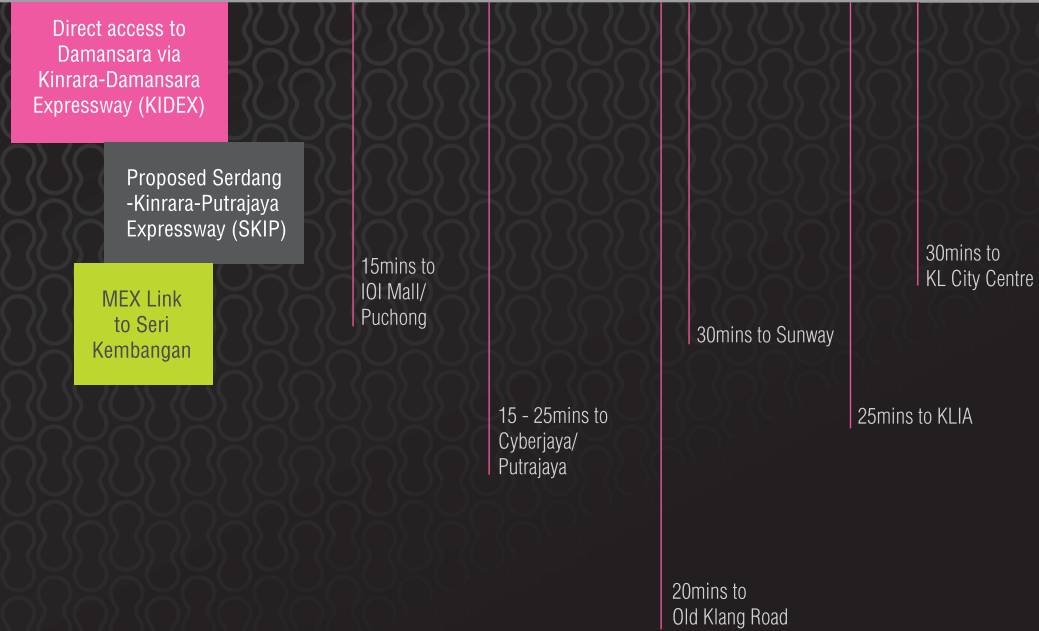 Direct access to
Damansara via
Kinrara-Damansara
Expressway (KIDEX)
Proposed Serdang
-Kinrara-Putrajaya
Expressway (SKIP)
MEX Link
to Seri
Kembangan
15mins to
IOI Mall/
Puchong
15 - 25mins to
Cyberjaya/
Putrajaya
20mins to
Old Klang Road
30mins to Sunway
25mins to KLIA
30mins to
KL City Centre